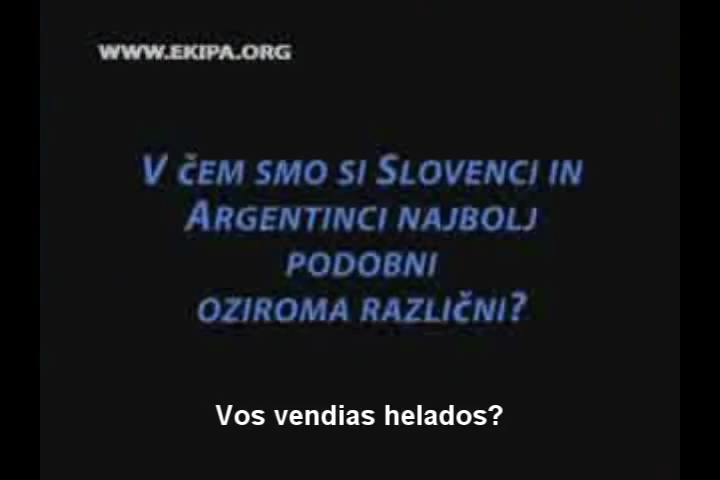 WWW.EKIPA.ORG
V ČEM SMO SI SLOVENCI IN
ARGENTINCI NAJBOLJ
PODOBNI
OZIROMA RAZLIČNI?
Vos vendias helados?